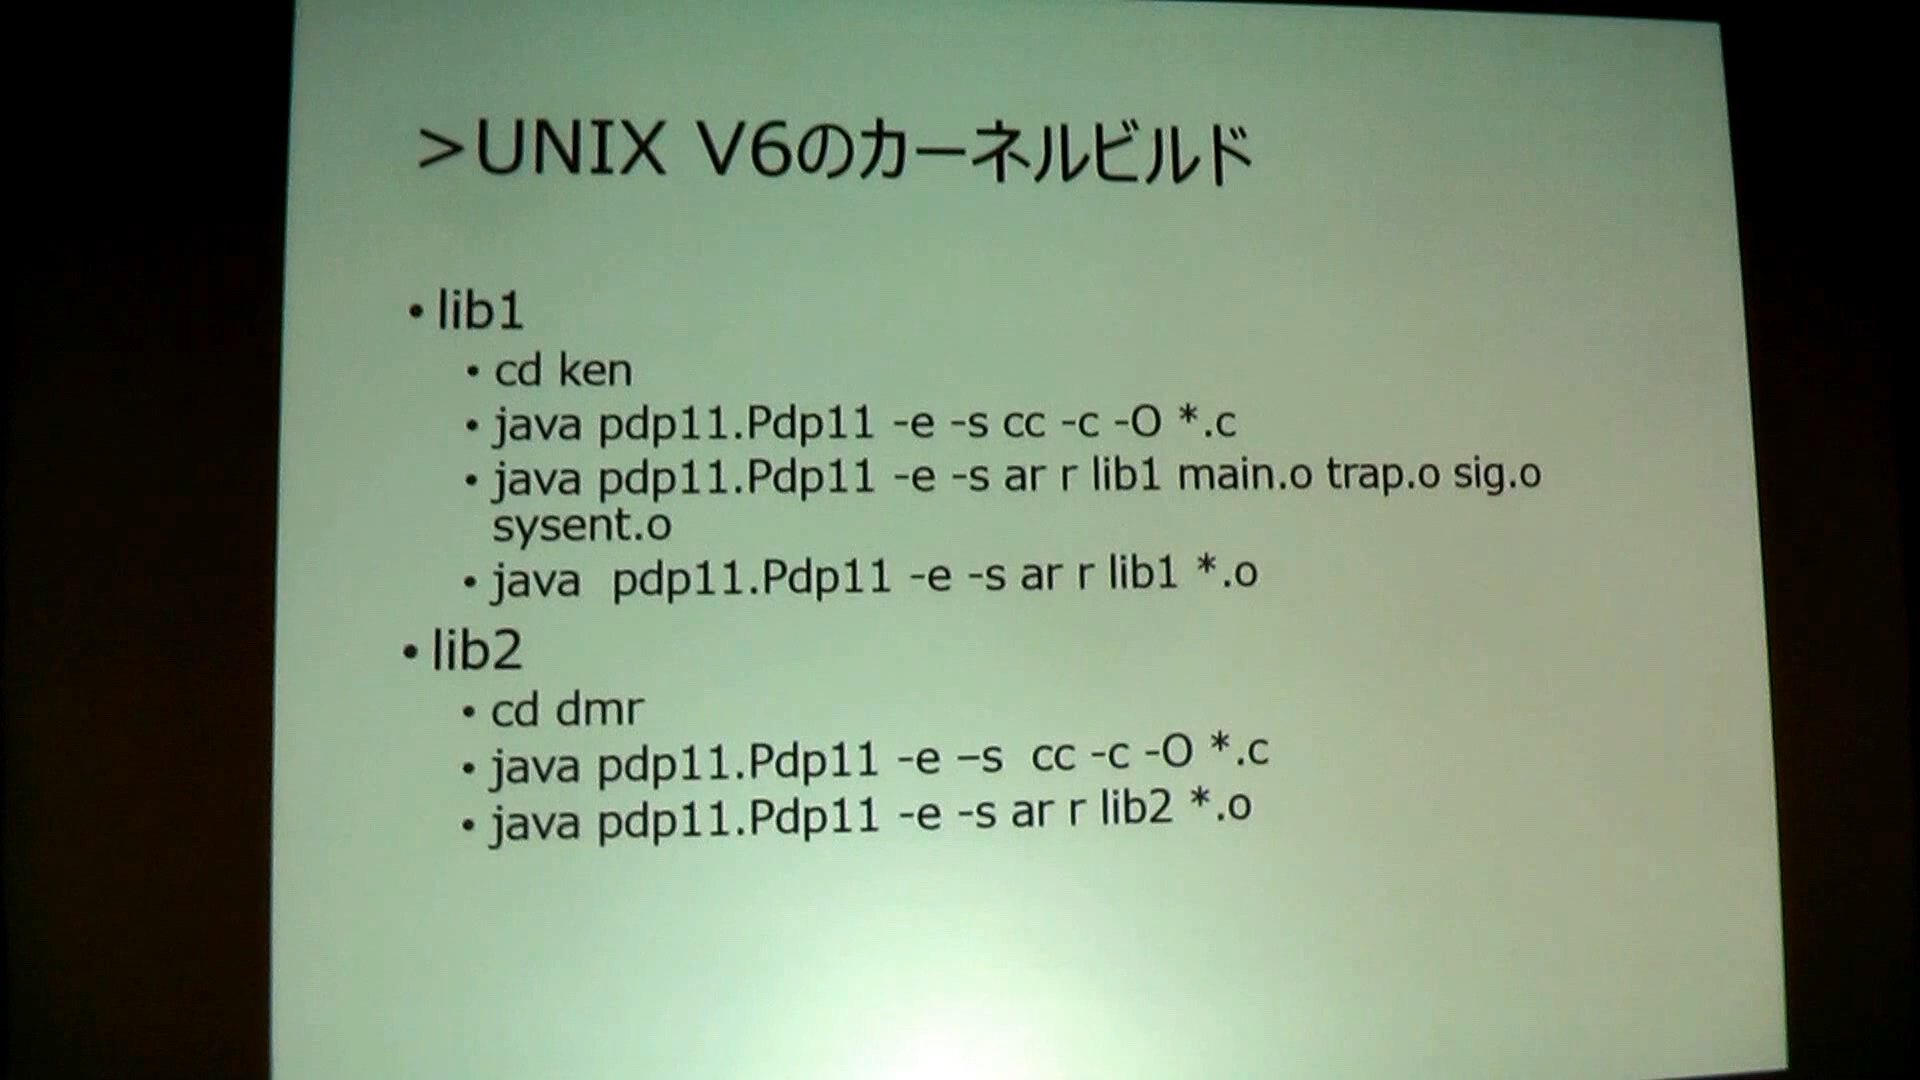 >UNIX V6のカーネルビルド
• lib1
• cd ken
• java pdp11.Pdp11 -e -s cc -c -O *.c
• java pdp11.Pdp11 -e -s ar r lib1 main.o trap.o sig.o
sysent.o
• java  pdp11.Pdp11 -e -s ar r lib1 *.o
• lib2
• cd dmr
• java pdp11.Pdp11 -e –s  cc -c -O *.c
• java pdp11.Pdp11 -e -s ar r lib2 *.o